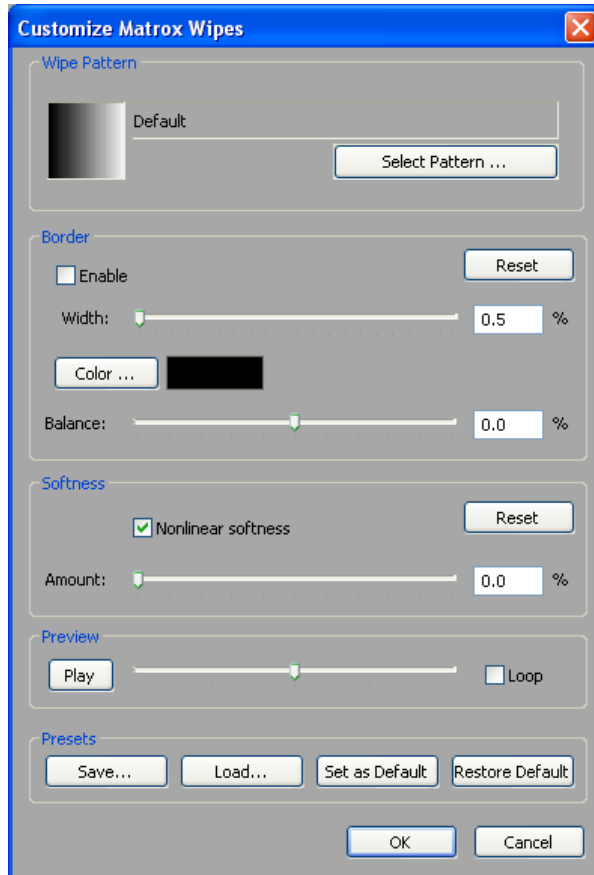 Customize Matrox Wipes
Wipe Pattern
Default
Select Pattern ...
Border
Enable
Reset
Width:
0.5 %
Color ...
Balance:
0.0 %
Softness
Nonlinear softness
Reset
Amount:
0.0 %
Preview
Play
Loop
Presets
Save... Load... Set as Default Restore Default
OK Cancel